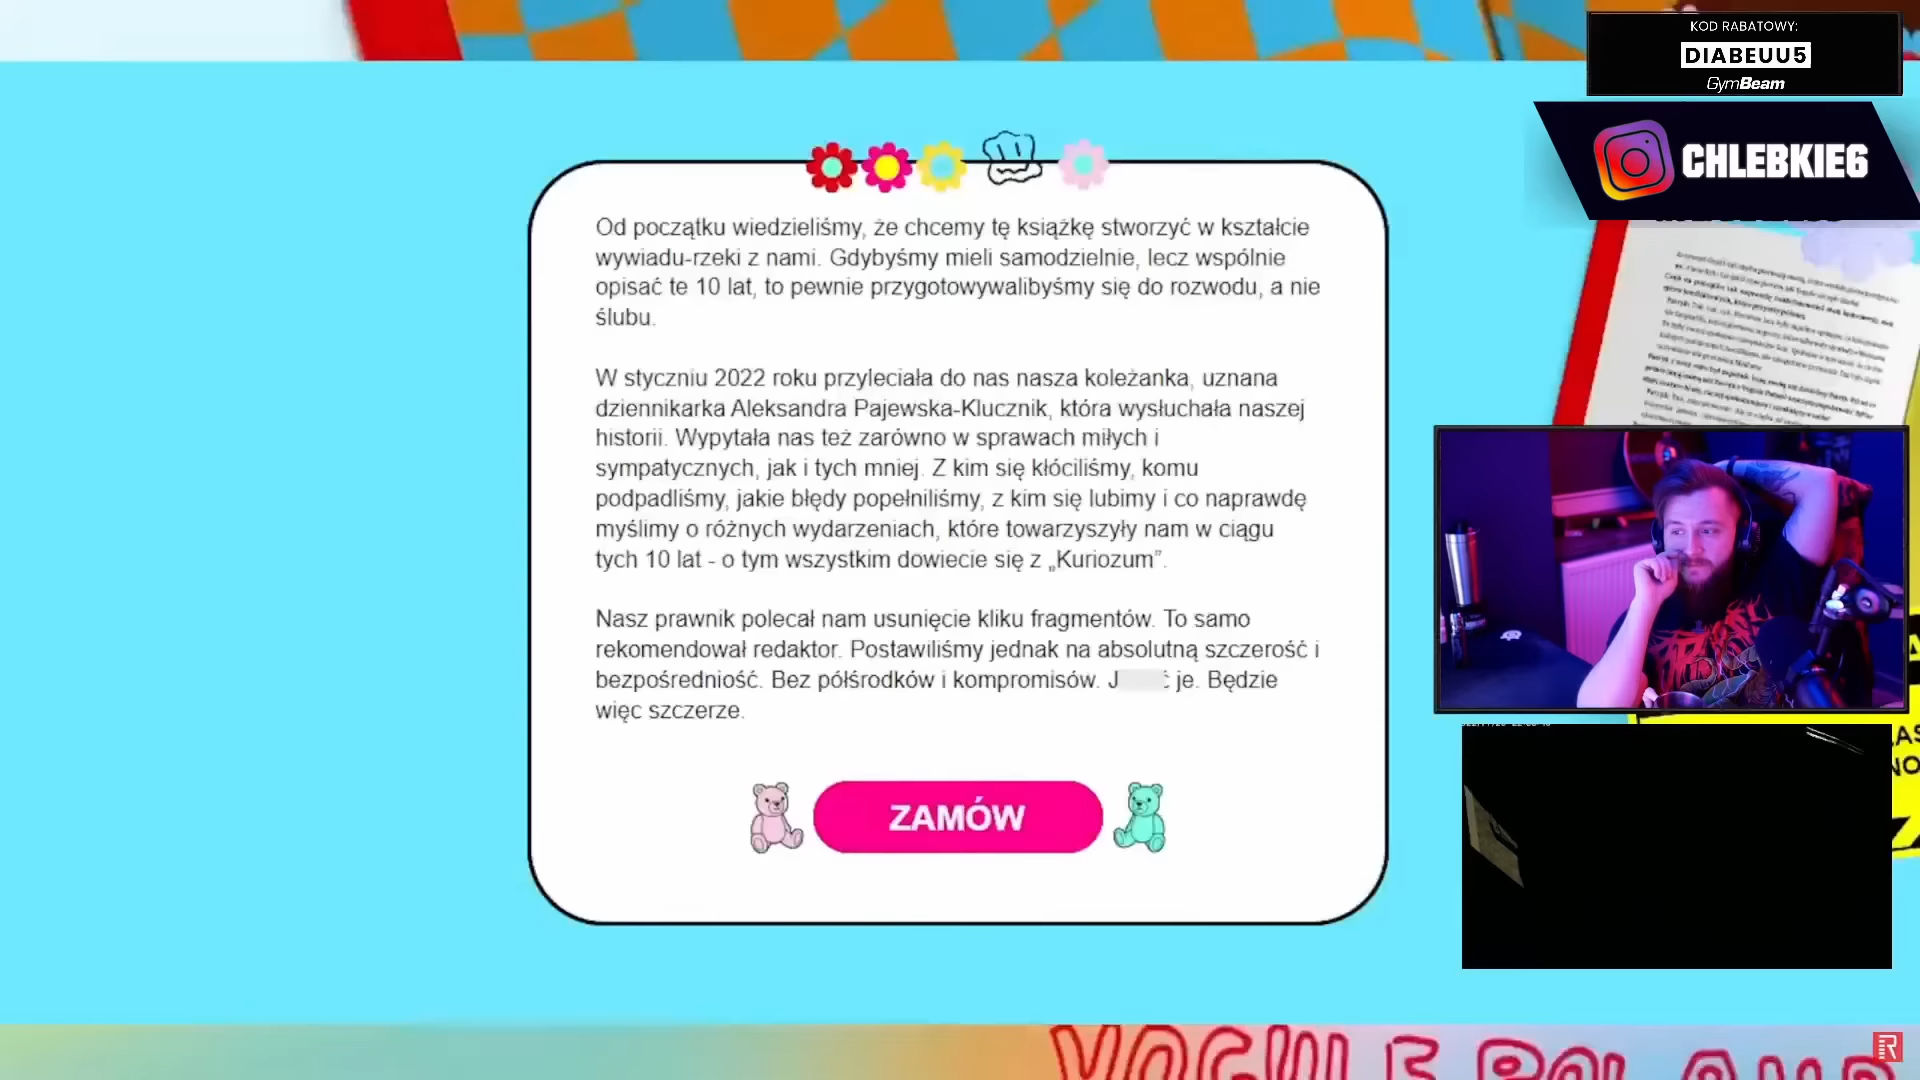 KOD RABATOWY:
DIABEUU5
GymBeam
CHLEBKIE6
Od początku wiedzieliśmy, że chcemy tę książkę stworzyć w kształcie
wywiadu-rzeki z nami. Gdybyśmy mieli samodzielnie, lecz wspólnie
opisać te 10 lat, to pewnie przygotowywalibyśmy się do rozwodu, a nie
ślubu.
W styczniu 2022 roku przyleciała do nas nasza koleżanka, uznana
dziennikarka Aleksandra Pajewska-Klucznik, która wysłuchała naszej
historii. Wypytała nas też zarówno w sprawach miłych i
sympatycznych, jak i tych mniej. Z kim się kłóciliśmy, komu
podpadliśmy, jakie błędy popełniliśmy, z kim się lubimy i co naprawdę
myślimy o różnych wydarzeniach, które towarzyszyły nam w ciągu
tych 10 lat - o tym wszystkim dowiecie się z „Kuriozum”.
Nasz prawnik polecał nam usunięcie kliku fragmentów. To samo
rekomendował redaktor. Postawiliśmy jednak na absolutną szczerość i
bezpośredniość. Bez półśrodków i kompromisów. J ć je. Będzie
więc szczerze.
ZAMÓW
VOGULE POLAND